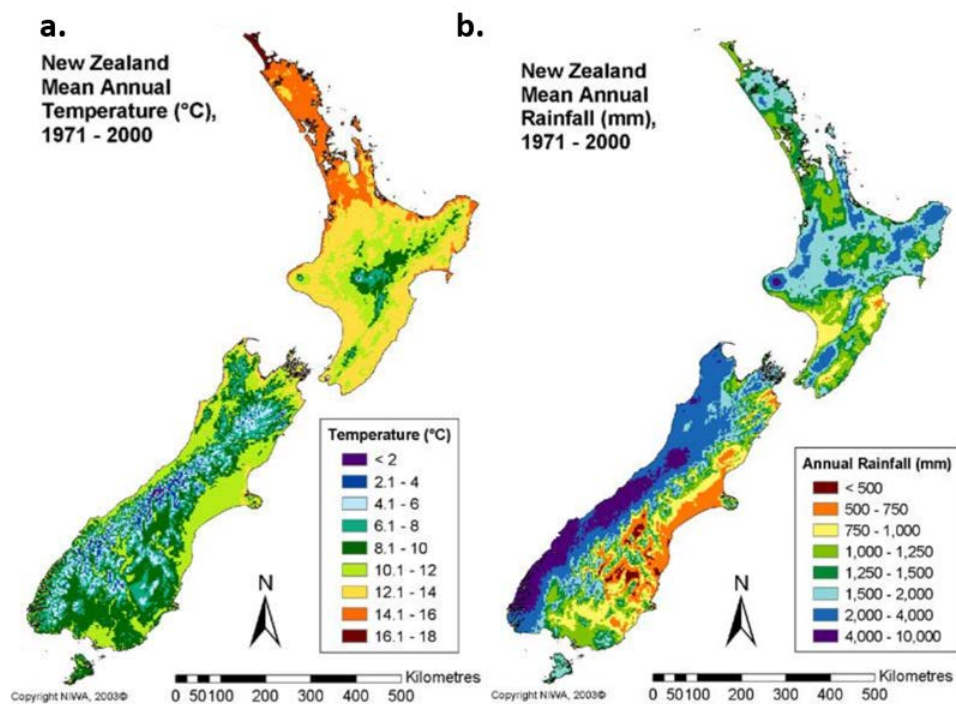 a.
New Zealand
Mean Annual
Temperature (°C),
1971 - 2000
Temperature (°C)
< 2
2.1 - 4
4.1 - 6
6.1 - 8
8.1 - 10
10.1 - 12
12.1 - 14
14.1 - 16
16.1 - 18
N
Kilometres
0 50 100 200 300 400 500
Copyright NIWA, 2003©
b.
New Zealand
Mean Annual
Rainfall (mm),
1971 - 2000
Annual Rainfall (mm)
< 500
500 - 750
750 - 1,000
1,000 - 1,250
1,250 - 1,500
1,500 - 2,000
2,000 - 4,000
4,000 - 10,000
N
Kilometres
0 50 100 200 300 400 500
Copyright NIWA, 2003©